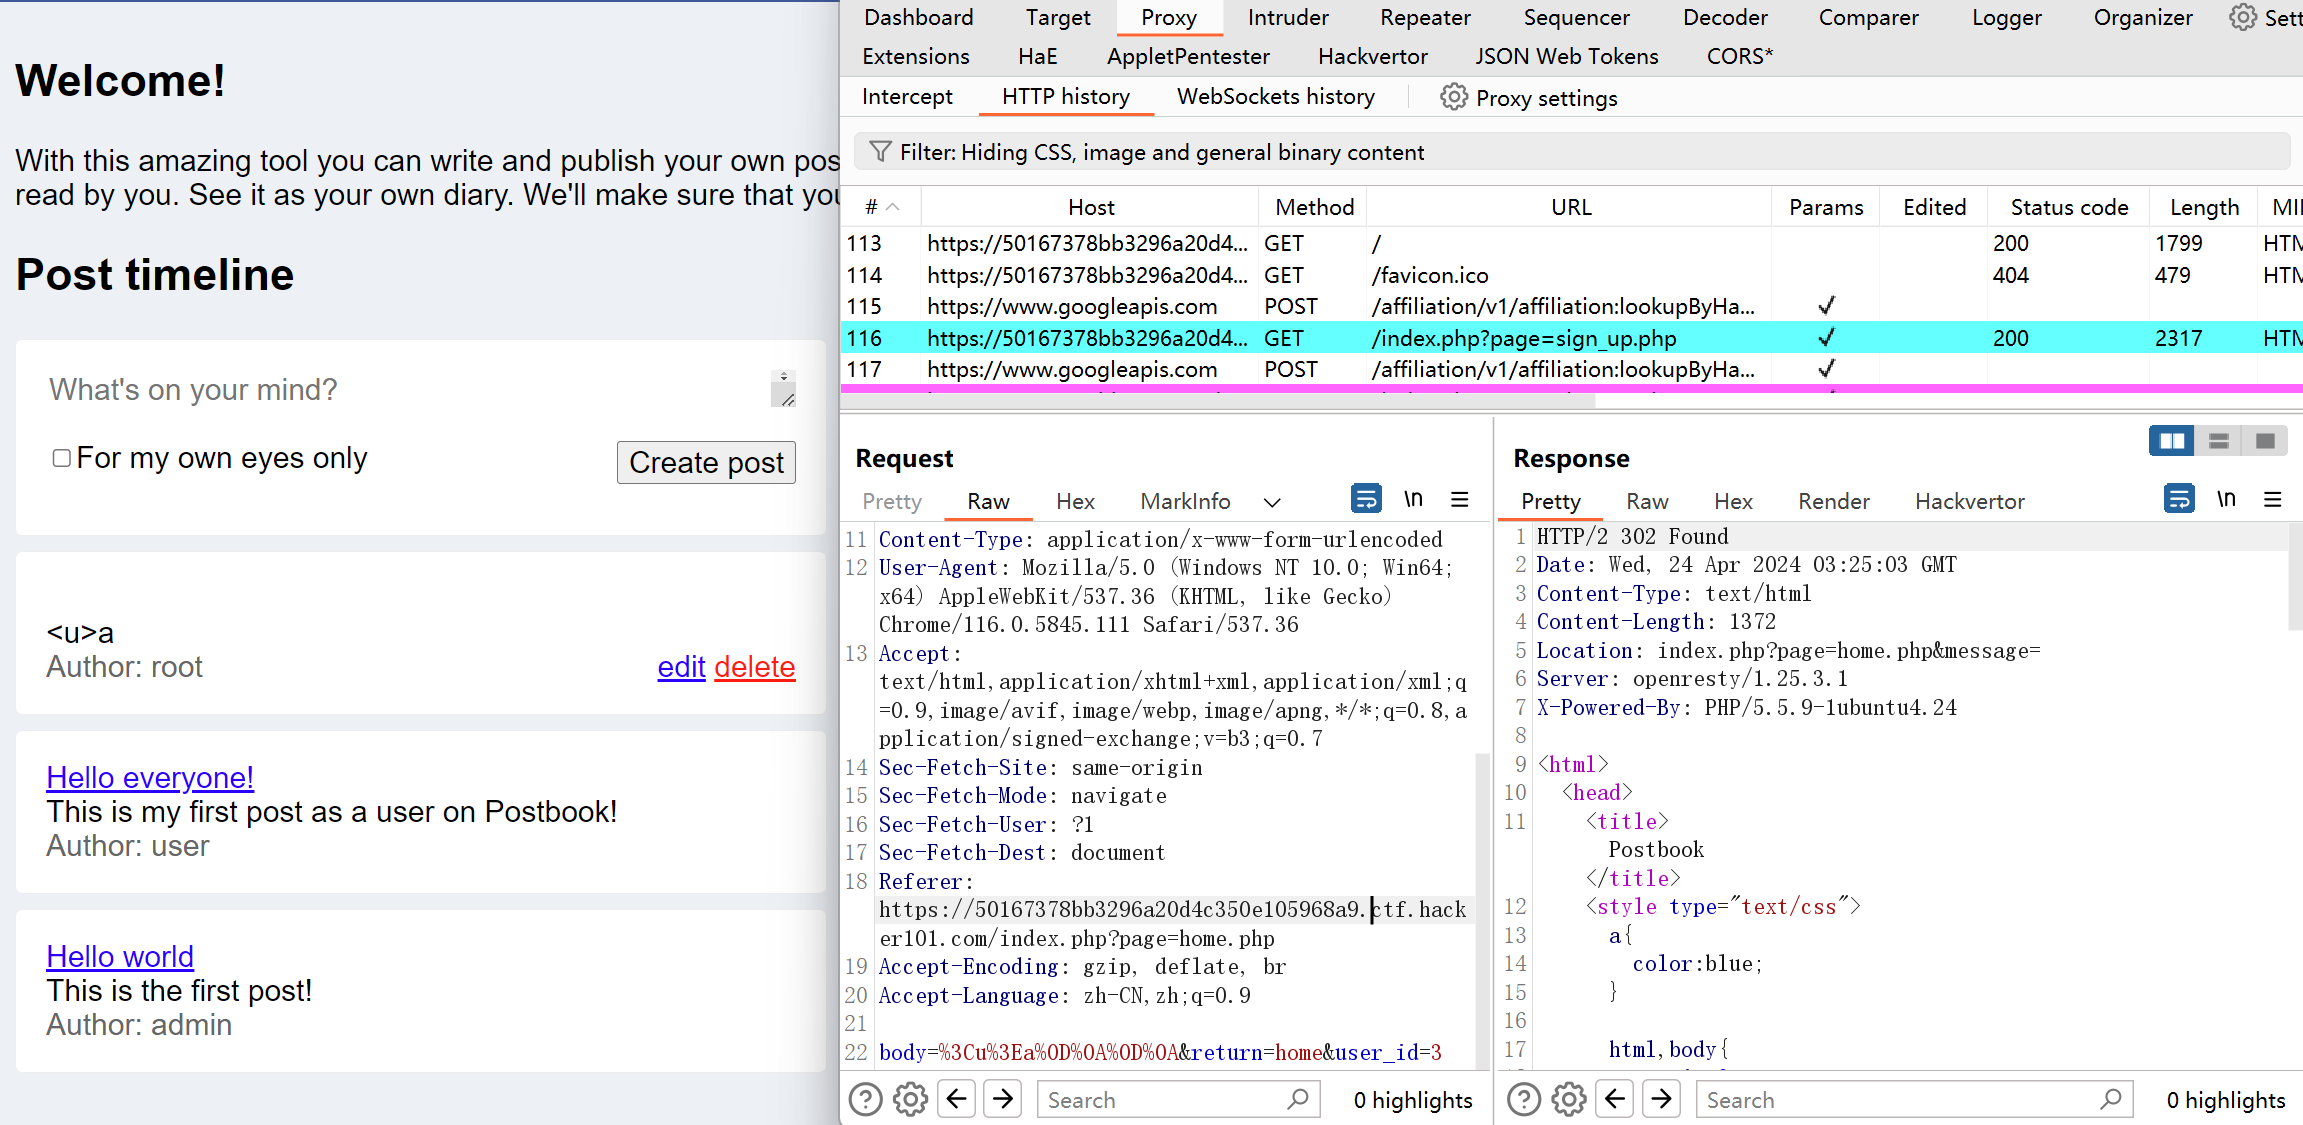 Welcome!
With this amazing tool you can write and publish your own pos
read by you. See it as your own diary. We'll make sure that you
Post timeline
What's on your mind?
For my own eyes only
Create post
<u>a
Author: root
edit delete
Hello everyone!
This is my first post as a user on Postbook!
Author: user
Hello world
This is the first post!
Author: admin
Dashboard Target Proxy Intruder Repeater Sequencer Decoder Comparer Logger Organizer Sett
Extensions HaE AppletPentester Hackvertor JSON Web Tokens CORS*
Intercept HTTP history WebSockets history Proxy settings
Filter: Hiding CSS, image and general binary content
# Host Method URL Params Edited Status code Length MI
113 https://50167378bb3296a20d4... GET / 200 1799 HTM
114 https://50167378bb3296a20d4... GET /favicon.ico 404 479 HTM
115 https://www.googleapis.com POST /affiliation/v1/affiliation:lookupByHa... ✓
116 https://50167378bb3296a20d4... GET /index.php?page=sign_up.php ✓ 200 2317 HTM
117 https://www.googleapis.com POST /affiliation/v1/affiliation:lookupByHa... ✓
Request
Pretty Raw Hex MarkInfo \n
11 Content-Type: application/x-www-form-urlencoded
12 User-Agent: Mozilla/5.0 (Windows NT 10.0; Win64;
x64) AppleWebKit/537.36 (KHTML, like Gecko)
Chrome/116.0.5845.111 Safari/537.36
13 Accept:
text/html,application/xhtml+xml,application/xml;q
=0.9,image/avif,image/webp,image/apng,*/*;q=0.8,a
pplication/signed-exchange;v=b3;q=0.7
14 Sec-Fetch-Site: same-origin
15 Sec-Fetch-Mode: navigate
16 Sec-Fetch-User: ?1
17 Sec-Fetch-Dest: document
18 Referer:
https://50167378bb3296a20d4c350e105968a9.ctf.hack
er101.com/index.php?page=home.php
19 Accept-Encoding: gzip, deflate, br
20 Accept-Language: zh-CN,zh;q=0.9
21
22 body=%3Cu%3Ea%0D%0A%0D%0A&return=home&user_id=3
Search 0 highlights
Response
Pretty Raw Hex Render Hackvertor \n
1 HTTP/2 302 Found
2 Date: Wed, 24 Apr 2024 03:25:03 GMT
3 Content-Type: text/html
4 Content-Length: 1372
5 Location: index.php?page=home.php&message=
6 Server: openresty/1.25.3.1
7 X-Powered-By: PHP/5.5.9-1ubuntu4.24
8
9 <html>
10 <head>
11 <title>
Postbook
</title>
12 <style type="text/css">
13 a{
14 color:blue;
15 }
16
17 html,body{
Search 0 highlights